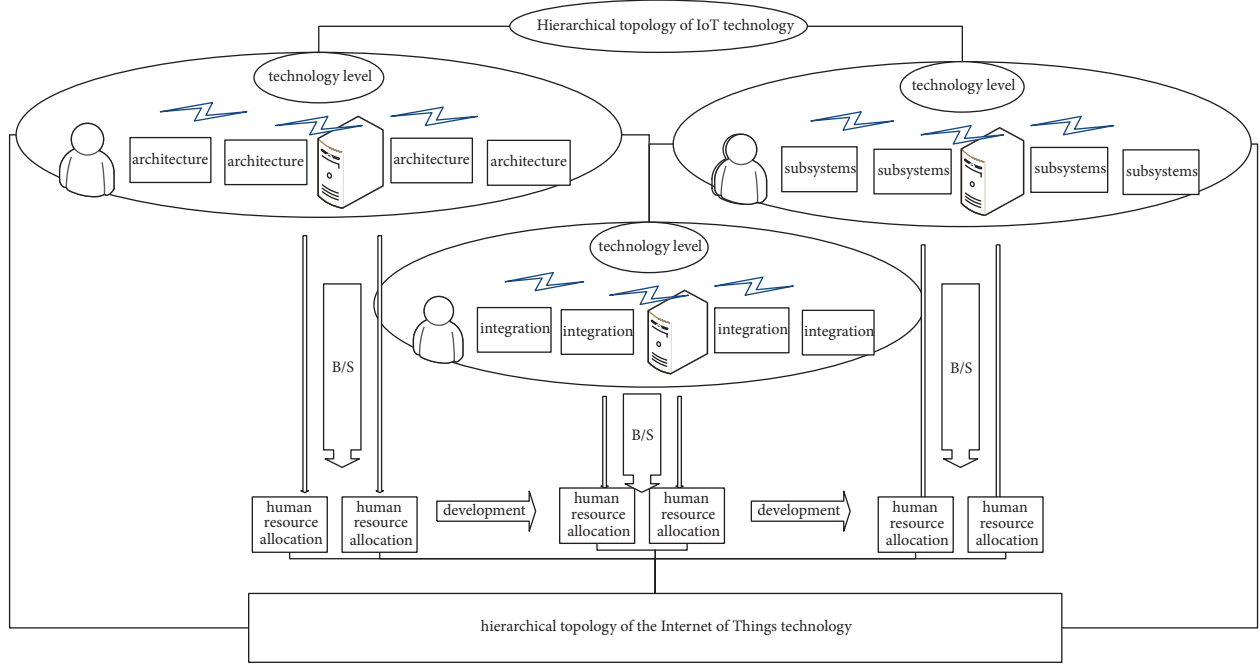 Hierarchical topology of IoT technology
technology level
architecture
architecture
architecture
architecture
technology level
subsystems
subsystems
subsystems
subsystems
technology level
integration
integration
integration
integration
B/S
B/S
B/S
human
resource
allocation
human
resource
allocation
development
human
resource
allocation
human
resource
allocation
development
human
resource
allocation
human
resource
allocation
hierarchical topology of the Internet of Things technology